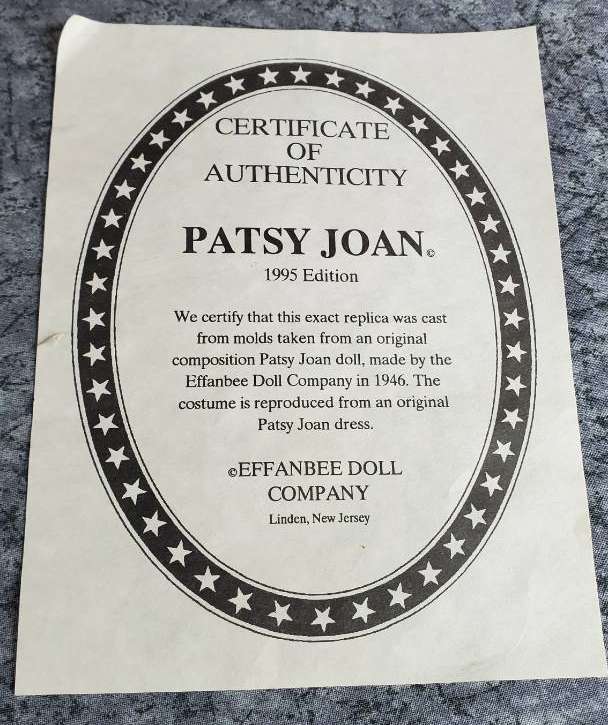 CERTIFICATE
OF
AUTHENTICITY
PATSY JOAN©
1995 Edition
We certify that this exact replica was cast
from molds taken from an original
composition Patsy Joan doll, made by the
Effanbee Doll Company in 1946. The
costume is reproduced from an original
Patsy Joan dress.
©EFFANBEE DOLL
COMPANY
Linden, New Jersey